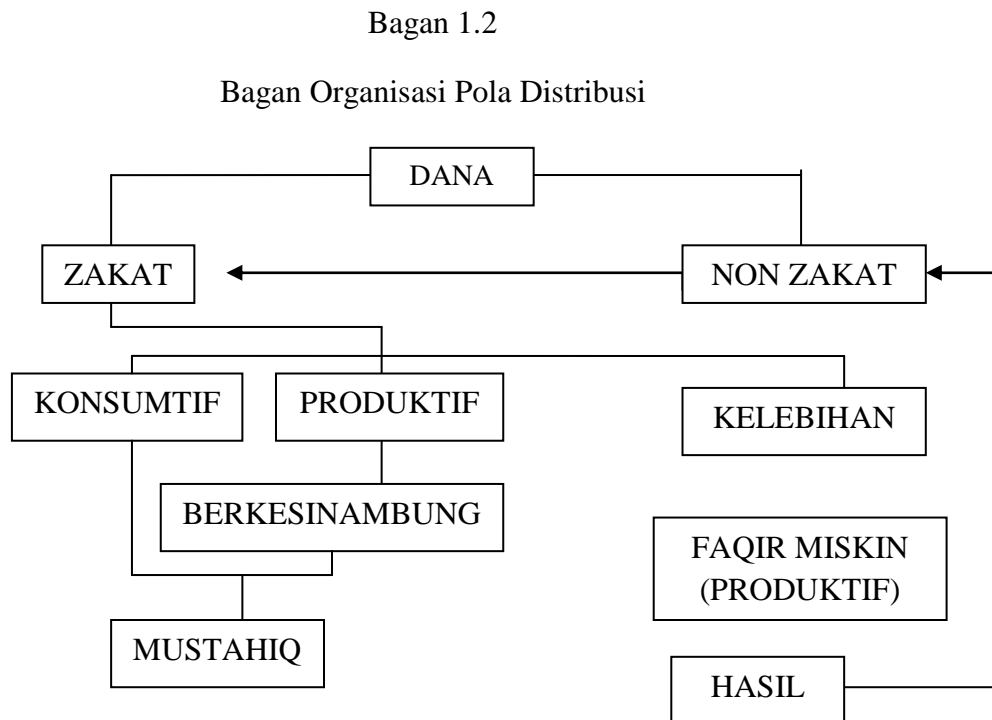 Bagan 1.2
Bagan Organisasi Pola Distribusi
DANA
ZAKAT
NON ZAKAT
KONSUMTIF
PRODUKTIF
KELEBIHAN
BERKESINAMBUNG
FAQIR MISKIN
(PRODUKTIF)
MUSTAHIQ
HASIL